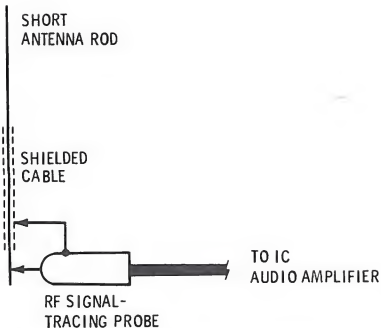 SHORT
ANTENNA ROD
SHIELDED
CABLE
TO IC
AUDIO AMPLIFIER
RF SIGNAL-
TRACING PROBE